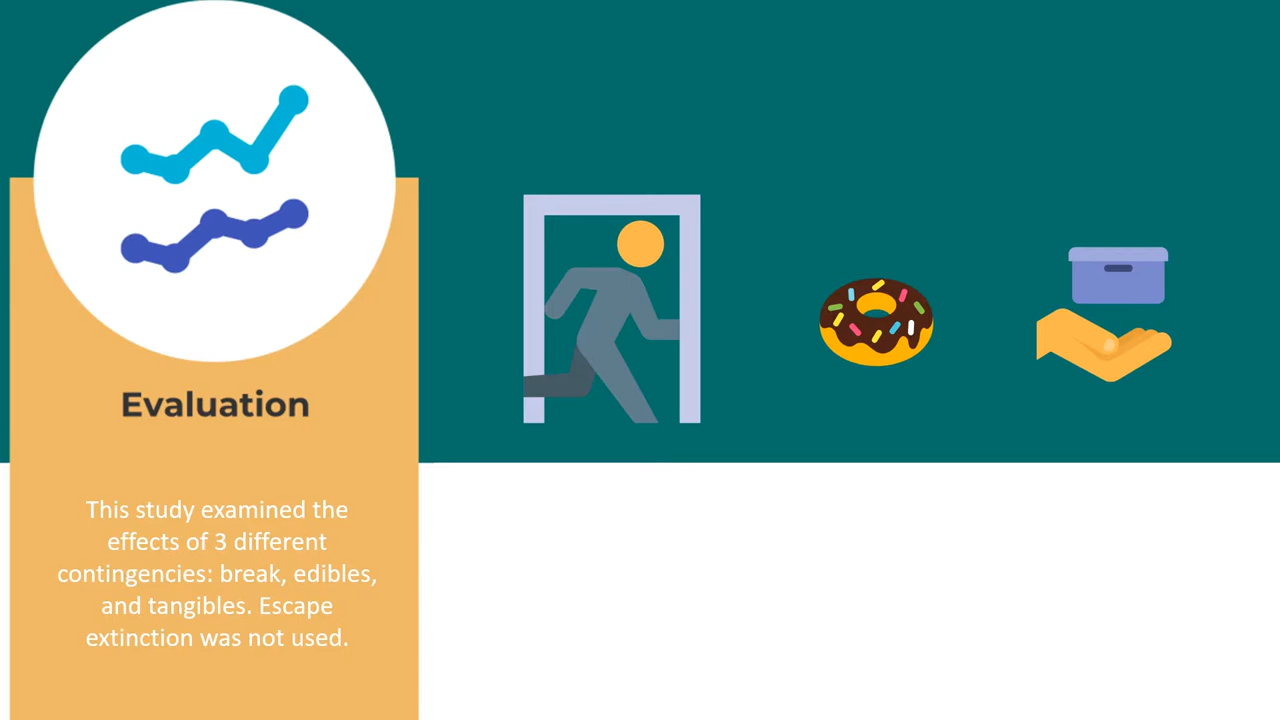 Evaluation
This study examined the
effects of 3 different
contingencies: break, edibles,
and tangibles. Escape
extinction was not used.